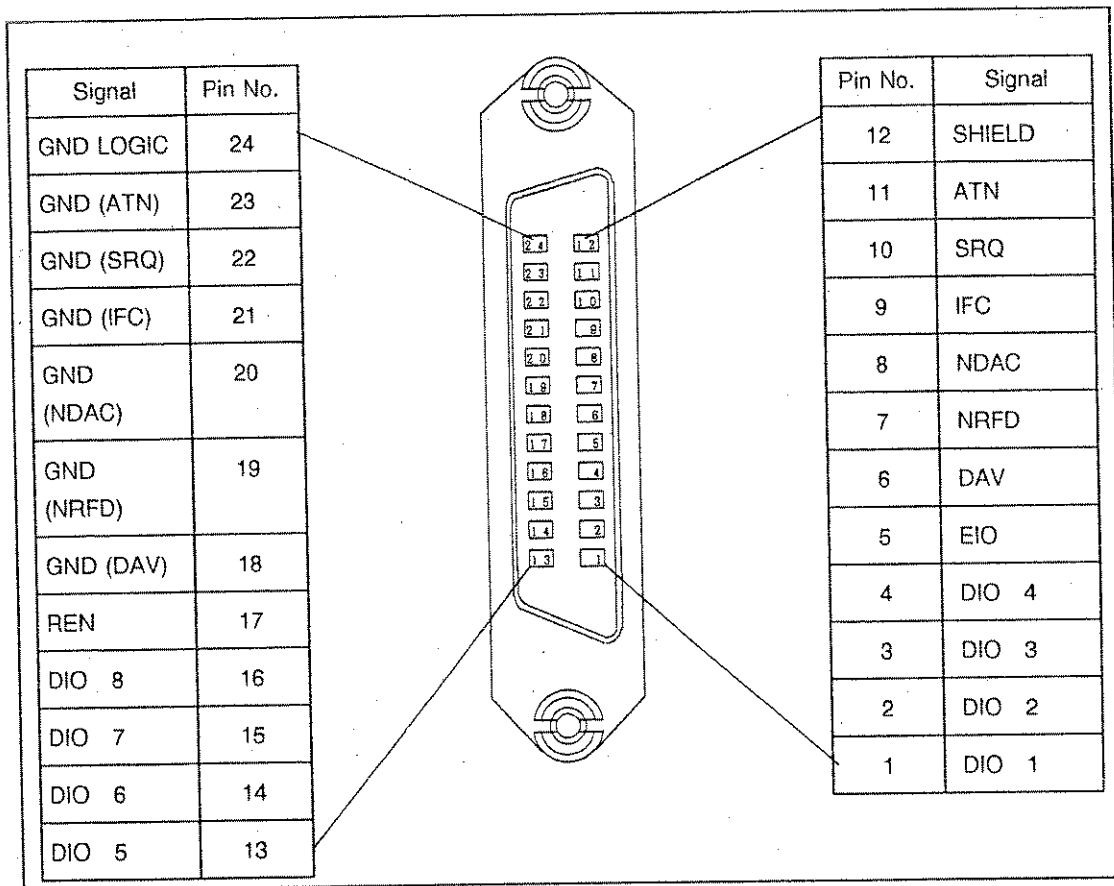 Signal Pin No.
GND LOGIC 24
GND (ATN) 23
GND (SRQ) 22
GND (IFC) 21
GND 20
(NDAC)
GND 19
(NRFD)
GND (DAV) 18
REN 17
DIO 8 16
DIO 7 15
DIO 6 14
DIO 5 13
24 12
23 11
22 10
21 9
20 8
19 7
18 6
17 5
16 4
15 3
14 2
13 1
Pin No. Signal
12 SHIELD
11 ATN
10 SRQ
9 IFC
8 NDAC
7 NRFD
6 DAV
5 EIO
4 DIO 4
3 DIO 3
2 DIO 2
1 DIO 1